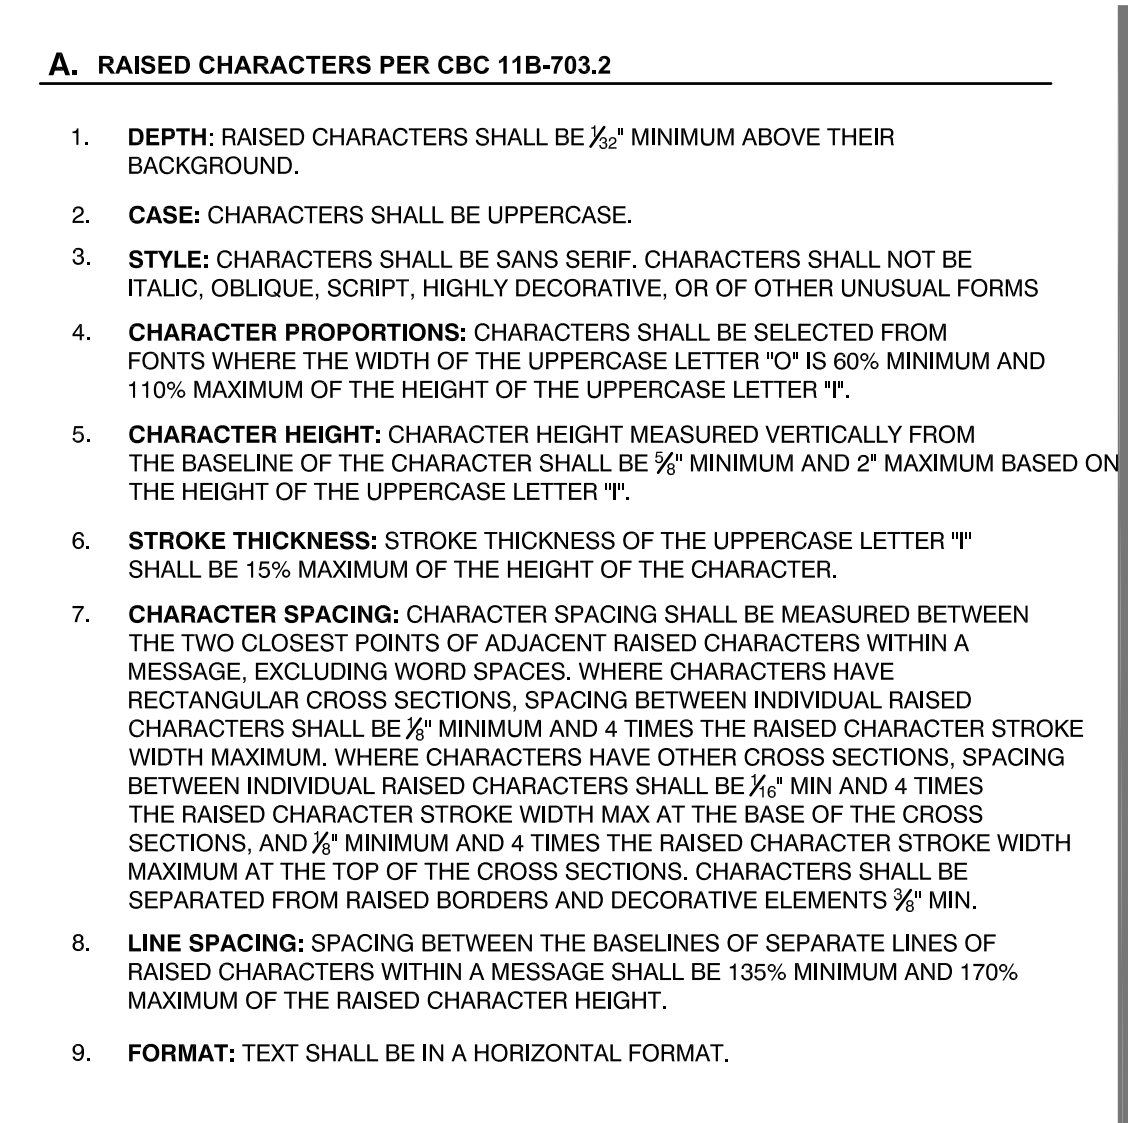 A. RAISED CHARACTERS PER CBC 11B-703.2
1. DEPTH: RAISED CHARACTERS SHALL BE 1/32" MINIMUM ABOVE THEIR
BACKGROUND.
2. CASE: CHARACTERS SHALL BE UPPERCASE.
3. STYLE: CHARACTERS SHALL BE SANS SERIF. CHARACTERS SHALL NOT BE
ITALIC, OBLIQUE, SCRIPT, HIGHLY DECORATIVE, OR OF OTHER UNUSUAL FORMS
4. CHARACTER PROPORTIONS: CHARACTERS SHALL BE SELECTED FROM
FONTS WHERE THE WIDTH OF THE UPPERCASE LETTER "O" IS 60% MINIMUM AND
110% MAXIMUM OF THE HEIGHT OF THE UPPERCASE LETTER "I".
5. CHARACTER HEIGHT: CHARACTER HEIGHT MEASURED VERTICALLY FROM
THE BASELINE OF THE CHARACTER SHALL BE 5/8" MINIMUM AND 2" MAXIMUM BASED ON
THE HEIGHT OF THE UPPERCASE LETTER "I".
6. STROKE THICKNESS: STROKE THICKNESS OF THE UPPERCASE LETTER "I"
SHALL BE 15% MAXIMUM OF THE HEIGHT OF THE CHARACTER.
7. CHARACTER SPACING: CHARACTER SPACING SHALL BE MEASURED BETWEEN
THE TWO CLOSEST POINTS OF ADJACENT RAISED CHARACTERS WITHIN A
MESSAGE, EXCLUDING WORD SPACES. WHERE CHARACTERS HAVE
RECTANGULAR CROSS SECTIONS, SPACING BETWEEN INDIVIDUAL RAISED
CHARACTERS SHALL BE 1/8" MINIMUM AND 4 TIMES THE RAISED CHARACTER STROKE
WIDTH MAXIMUM. WHERE CHARACTERS HAVE OTHER CROSS SECTIONS, SPACING
BETWEEN INDIVIDUAL RAISED CHARACTERS SHALL BE 1/16" MIN AND 4 TIMES
THE RAISED CHARACTER STROKE WIDTH MAX AT THE BASE OF THE CROSS
SECTIONS, AND 1/8" MINIMUM AND 4 TIMES THE RAISED CHARACTER STROKE WIDTH
MAXIMUM AT THE TOP OF THE CROSS SECTIONS. CHARACTERS SHALL BE
SEPARATED FROM RAISED BORDERS AND DECORATIVE ELEMENTS 3/8" MIN.
8. LINE SPACING: SPACING BETWEEN THE BASELINES OF SEPARATE LINES OF
RAISED CHARACTERS WITHIN A MESSAGE SHALL BE 135% MINIMUM AND 170%
MAXIMUM OF THE RAISED CHARACTER HEIGHT.
9. FORMAT: TEXT SHALL BE IN A HORIZONTAL FORMAT.